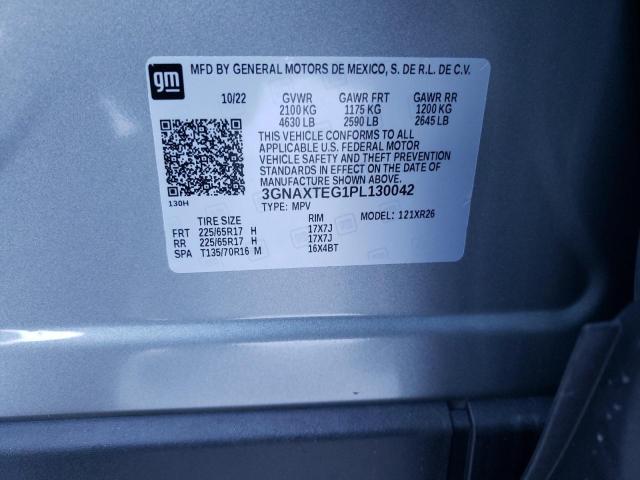 gm
MFD BY GENERAL MOTORS DE MEXICO, S. DE R.L. DE C.V.
10/22 GVWR GAWR FRT GAWR RR
2100 KG 1175 KG 1200 KG
4630 LB 2590 LB 2645 LB
THIS VEHICLE CONFORMS TO ALL
APPLICABLE U.S. FEDERAL MOTOR
VEHICLE SAFETY AND THEFT PREVENTION
STANDARDS IN EFFECT ON THE DATE OF
MANUFACTURE SHOWN ABOVE.
3GNAXTEG1PL130042
130H
TYPE: MPV MODEL: 121XR26
TIRE SIZE RIM
FRT 225/65R17 H 17X7J
RR 225/65R17 H 17X7J
SPA T135/70R16 M 16X4BT